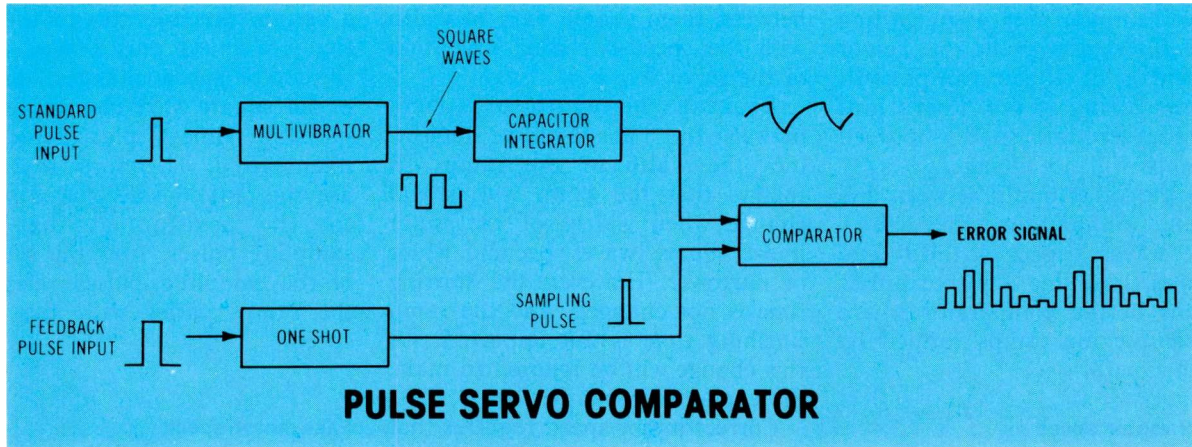 SQUARE
WAVES
STANDARD
PULSE
INPUT
MULTIVIBRATOR
CAPACITOR
INTEGRATOR
COMPARATOR
ERROR SIGNAL
SAMPLING
PULSE
FEEDBACK
PULSE INPUT
ONE SHOT
PULSE SERVO COMPARATOR